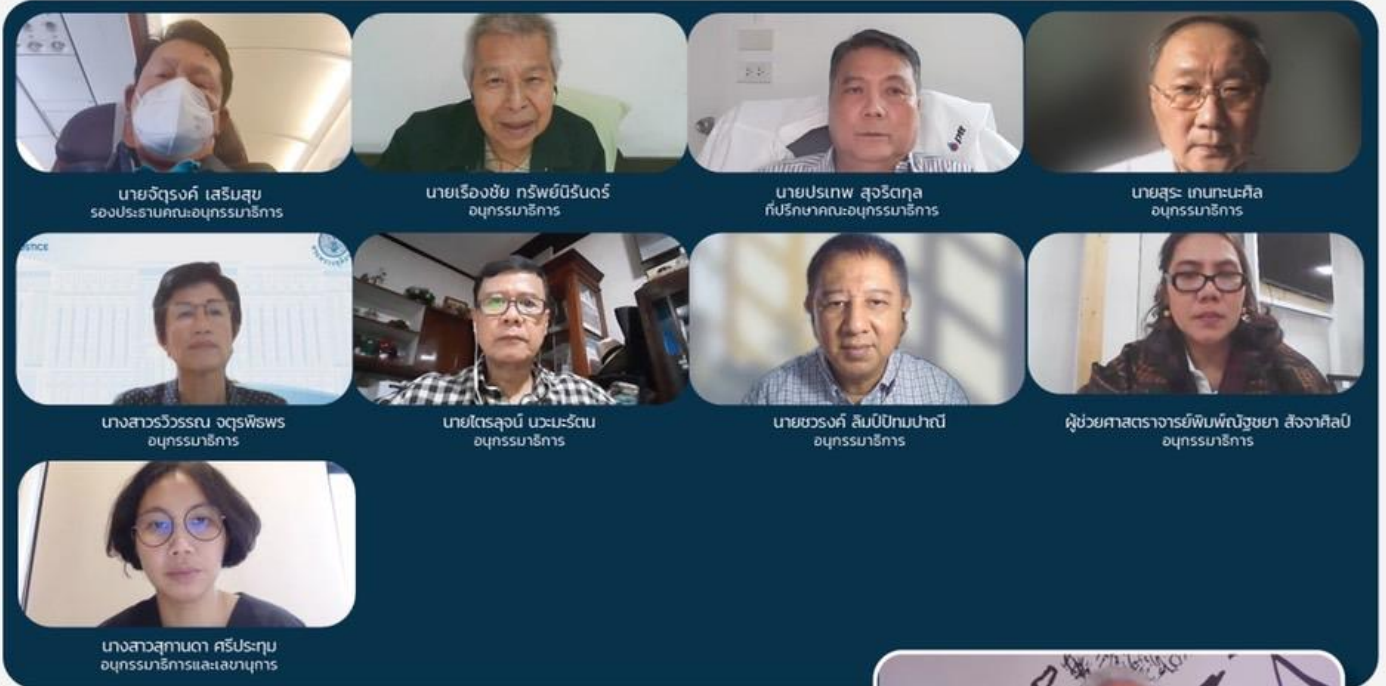 นายจัตุรงค์ เสริมสุข
รองประธานคณะอนุกรรมาธิการ
นายเรืองชัย ทรัพย์นิรันดร์
อนุกรรมาธิการ
นายปรเทพ สุจริตกุล
ที่ปรึกษาคณะอนุกรรมาธิการ
นายสุระ เกนทะนะศิล
อนุกรรมาธิการ
STICE
นางสาวรวิวรรณ จตุรพิธพร
อนุกรรมาธิการ
นายไตรลุจน์ นวะมะรัตน
อนุกรรมาธิการ
นายชวรงค์ ลิมป์ปัทมปาณี
อนุกรรมาธิการ
ผู้ช่วยศาสตราจารย์พิมพ์ณัฐชยา สัจจาศิลป์
อนุกรรมาธิการ
นางสาวสุกานดา ศรีประทุม
อนุกรรมาธิการและเลขานุการ